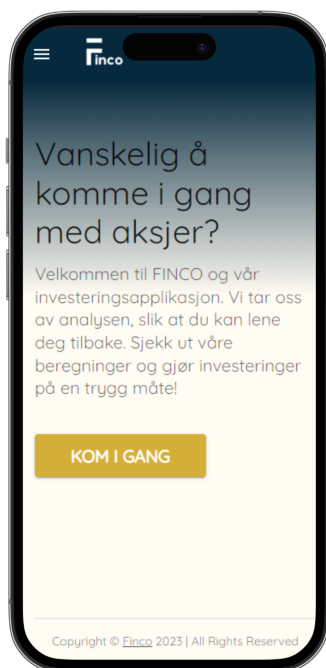 Finco
Vanskelig å
komme i gang
med aksjer?
Velkommen til FINCO og vår
investeringsapplikasjon. Vi tar oss
av analysen, slik at du kan lene
deg tilbake. Sjekk ut våre
beregninger og gjør investeringer
på en trygg måte!
KOM I GANG
Copyright © Finco 2023 | All Rights Reserved